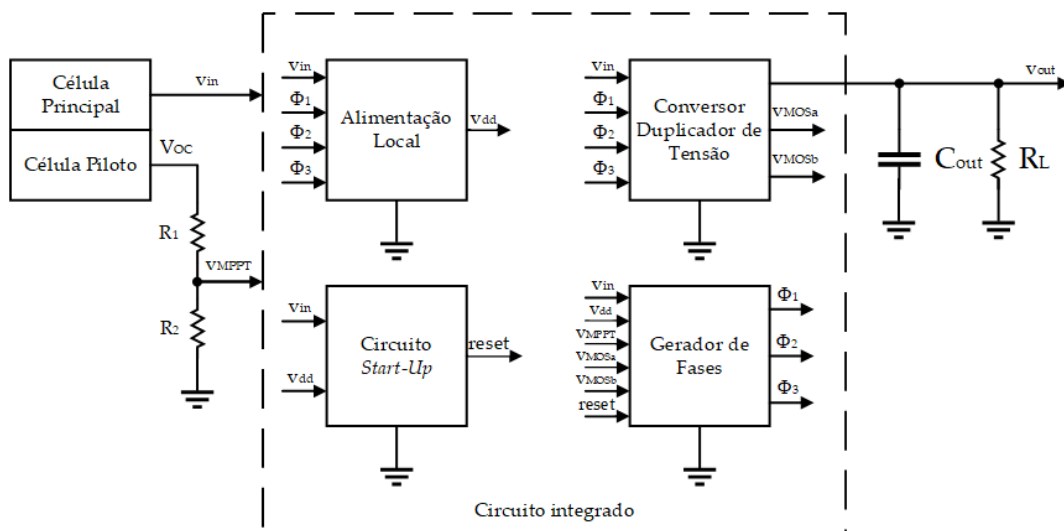 Célula
Principal
Vin
Célula Piloto
VOC
R1
VMPPT
R2
Vin
Φ1
Φ2
Φ3
Alimentação
Local
Vdd
Vin
Φ1
Φ2
Φ3
Conversor
Duplicador de
Tensão
VMOSa
VMOSb
Vout
Cout
RL
Vin
Vdd
Circuito
Start-Up
reset
Vin
Vdd
VMPPT
VMOSa
VMOSb
reset
Gerador de
Fases
Φ1
Φ2
Φ3
Circuito integrado